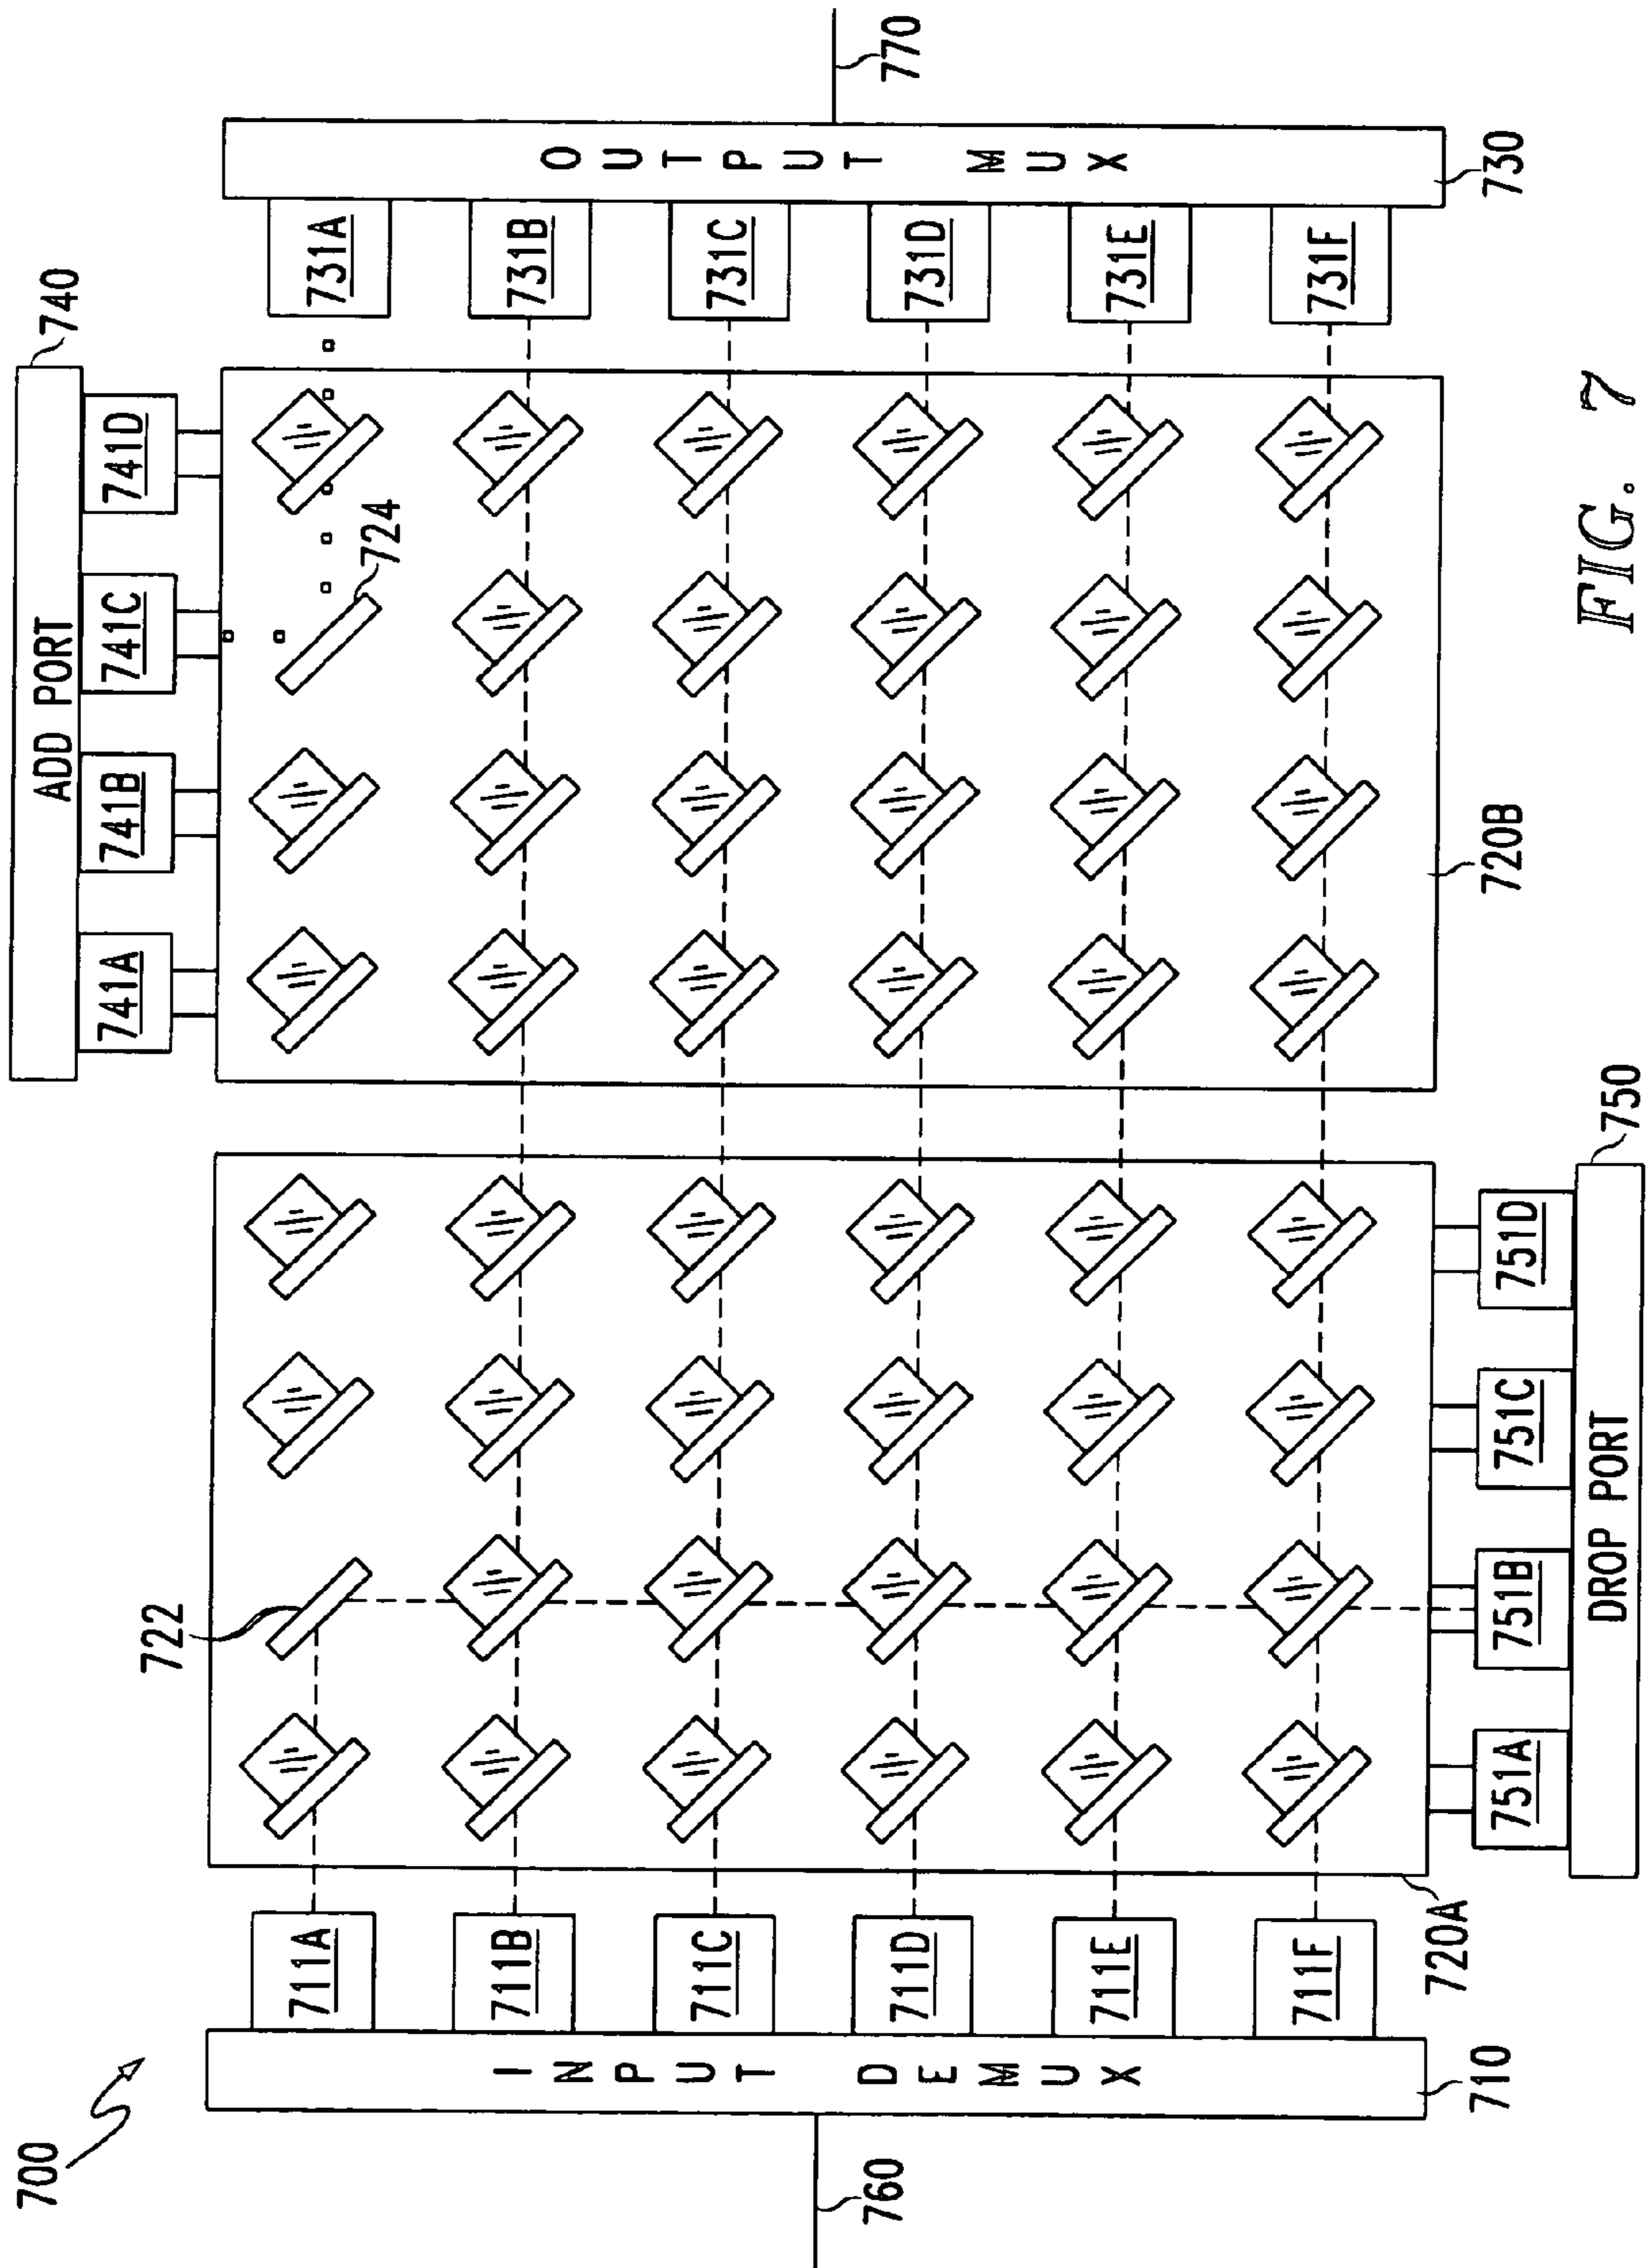 700
760
710
INPUT DEMUX
711A
711B
711C
711D
711E
711F
720A
722
751A
751B
751C
751D
DROP PORT
750
740
ADD PORT
741A
741B
741C
741D
724
720B
731A
731B
731C
731D
731E
731F
OUTPUT MUX
730
770
FIG. 7